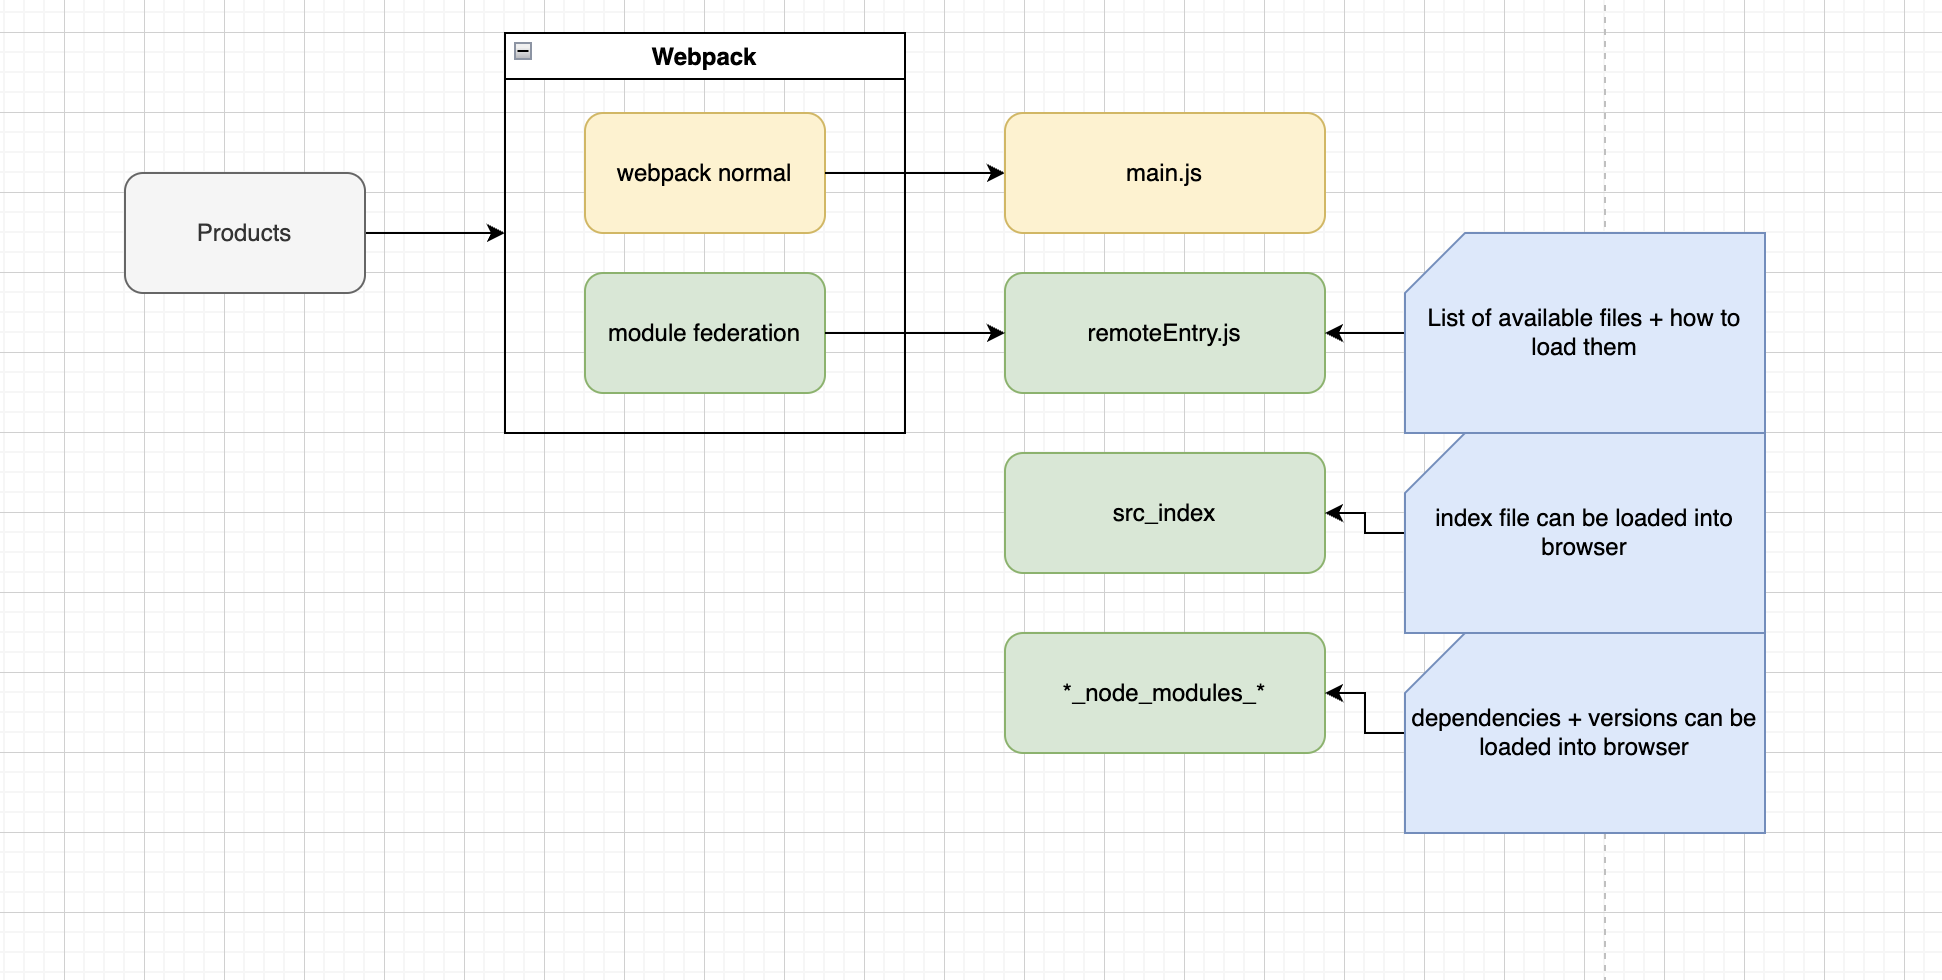 Webpack
Products
webpack normal
main.js
module federation
remoteEntry.js
List of available files + how to
load them
src_index
index file can be loaded into
browser
*_node_modules_*
dependencies + versions can be
loaded into browser